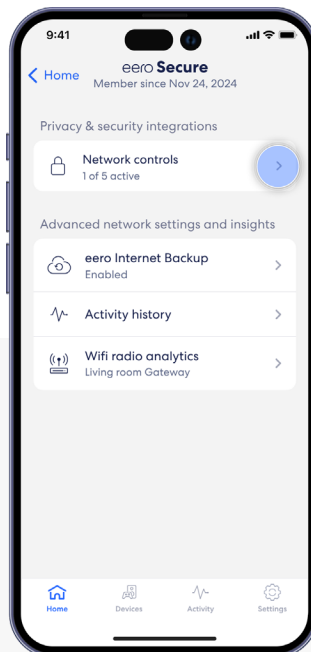 9:41
Home
eero Secure
Member since Nov 24, 2024
Privacy & security integrations
Network controls
1 of 5 active
Advanced network settings and insights
eero Internet Backup
Enabled
Activity history
Wifi radio analytics
Living room Gateway
Home Devices Activity Settings